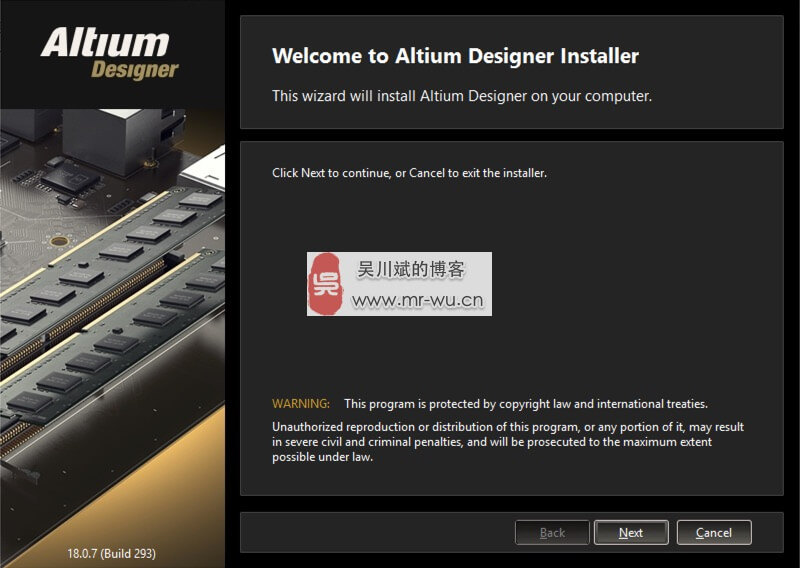 Altium
Designer
Welcome to Altium Designer Installer
This wizard will install Altium Designer on your computer.
Click Next to continue, or Cancel to exit the installer.
吳
吴川斌的博客
www.mr-wu.cn
WARNING: This program is protected by copyright law and international treaties.
Unauthorized reproduction or distribution of this program, or any portion of it, may result
in severe civil and criminal penalties, and will be prosecuted to the maximum extent
possible under law.
18.0.7 (Build 293)
Back Next Cancel